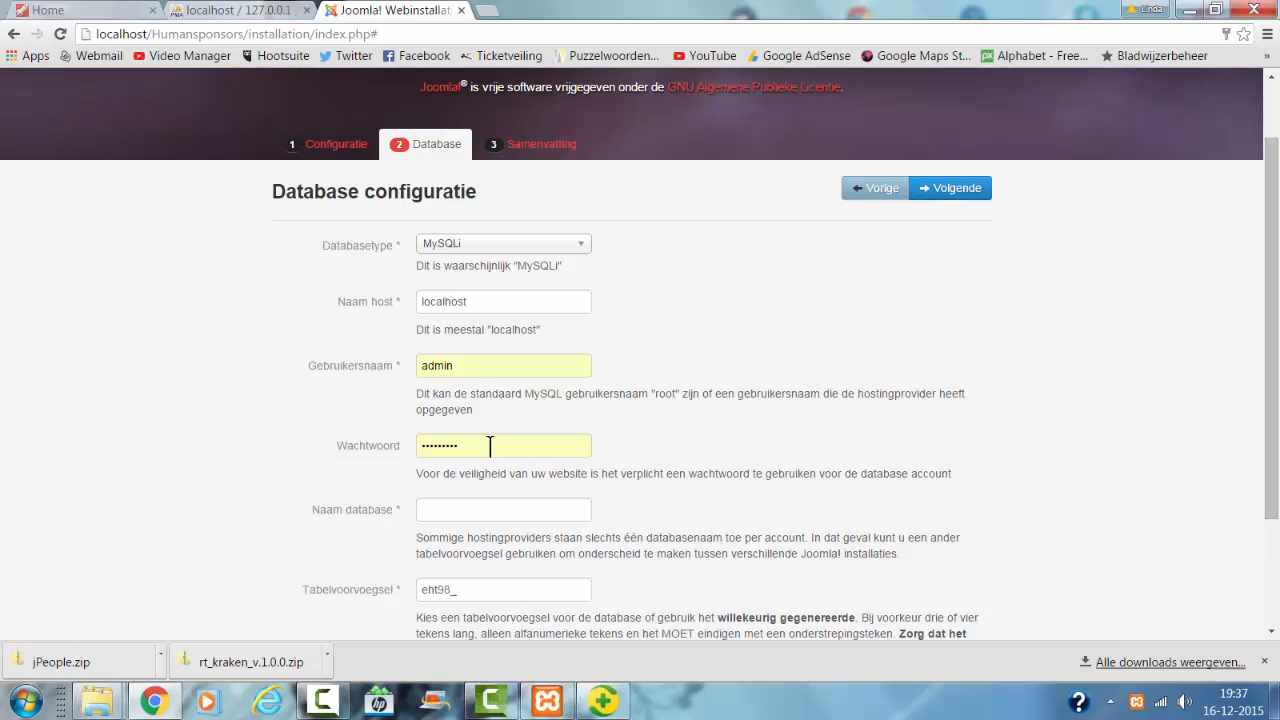 Home
localhost / 127.0.0.1
Joomla! Webinstallat
Linda
localhost/Humansponsors/installation/index.php#
Apps Webmail Video Manager Hootsuite Twitter Facebook Ticketveiling Puzzelwoorden... YouTube Google AdSense Google Maps St... Alphabet - Free... Bladwijzerbeheer »
Joomla!® is vrije software vrijgegeven onder de GNU Algemene Publieke Licentie.
1 Configuratie 2 Database 3 Samenvatting
Database configuratie
Vorige Volgende
Databasetype * MySQLi
Dit is waarschijnlijk "MySQLi"
Naam host * localhost
Dit is meestal "localhost"
Gebruikersnaam * admin
Dit kan de standaard MySQL gebruikersnaam "root" zijn of een gebruikersnaam die de hostingprovider heeft
opgegeven
Wachtwoord •••••••••
Voor de veiligheid van uw website is het verplicht een wachtwoord te gebruiken voor de database account
Naam database *
Sommige hostingproviders staan slechts één databasenaam toe per account. In dat geval kunt u een ander
tabelvoorvoegsel gebruiken om onderscheid te maken tussen verschillende Joomla! installaties.
Tabelvoorvoegsel * eht98_
Kies een tabelvoorvoegsel voor de database of gebruik het willekeurig gegenereerde. Bij voorkeur drie of vier
tekens lang, alleen alfanumerieke tekens en het MOET eindigen met een onderstrepingsteken. Zorg dat het
jPeople.zip rt_kraken_v.1.0.0.zip Alle downloads weergeven...
19:37
16-12-2015